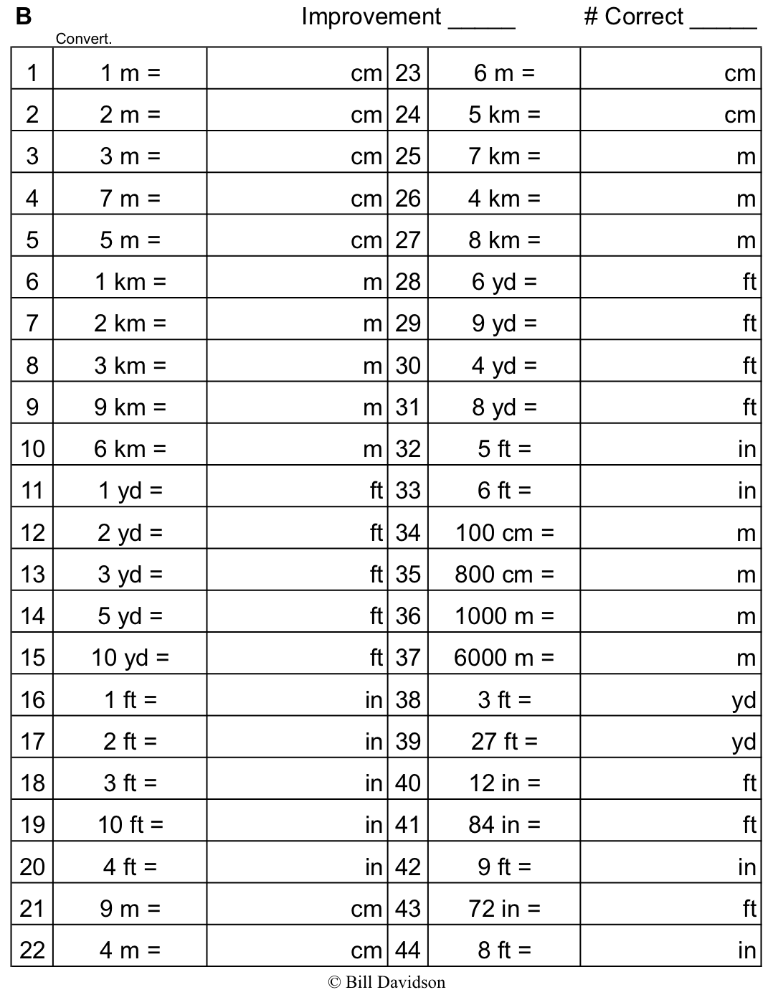 B Improvement _____ # Correct _____
Convert.
1 1 m = cm 23 6 m = cm
2 2 m = cm 24 5 km = cm
3 3 m = cm 25 7 km = m
4 7 m = cm 26 4 km = m
5 5 m = cm 27 8 km = m
6 1 km = m 28 6 yd = ft
7 2 km = m 29 9 yd = ft
8 3 km = m 30 4 yd = ft
9 9 km = m 31 8 yd = ft
10 6 km = m 32 5 ft = in
11 1 yd = ft 33 6 ft = in
12 2 yd = ft 34 100 cm = m
13 3 yd = ft 35 800 cm = m
14 5 yd = ft 36 1000 m = m
15 10 yd = ft 37 6000 m = m
16 1 ft = in 38 3 ft = yd
17 2 ft = in 39 27 ft = yd
18 3 ft = in 40 12 in = ft
19 10 ft = in 41 84 in = ft
20 4 ft = in 42 9 ft = in
21 9 m = cm 43 72 in = ft
22 4 m = cm 44 8 ft = in
© Bill Davidson